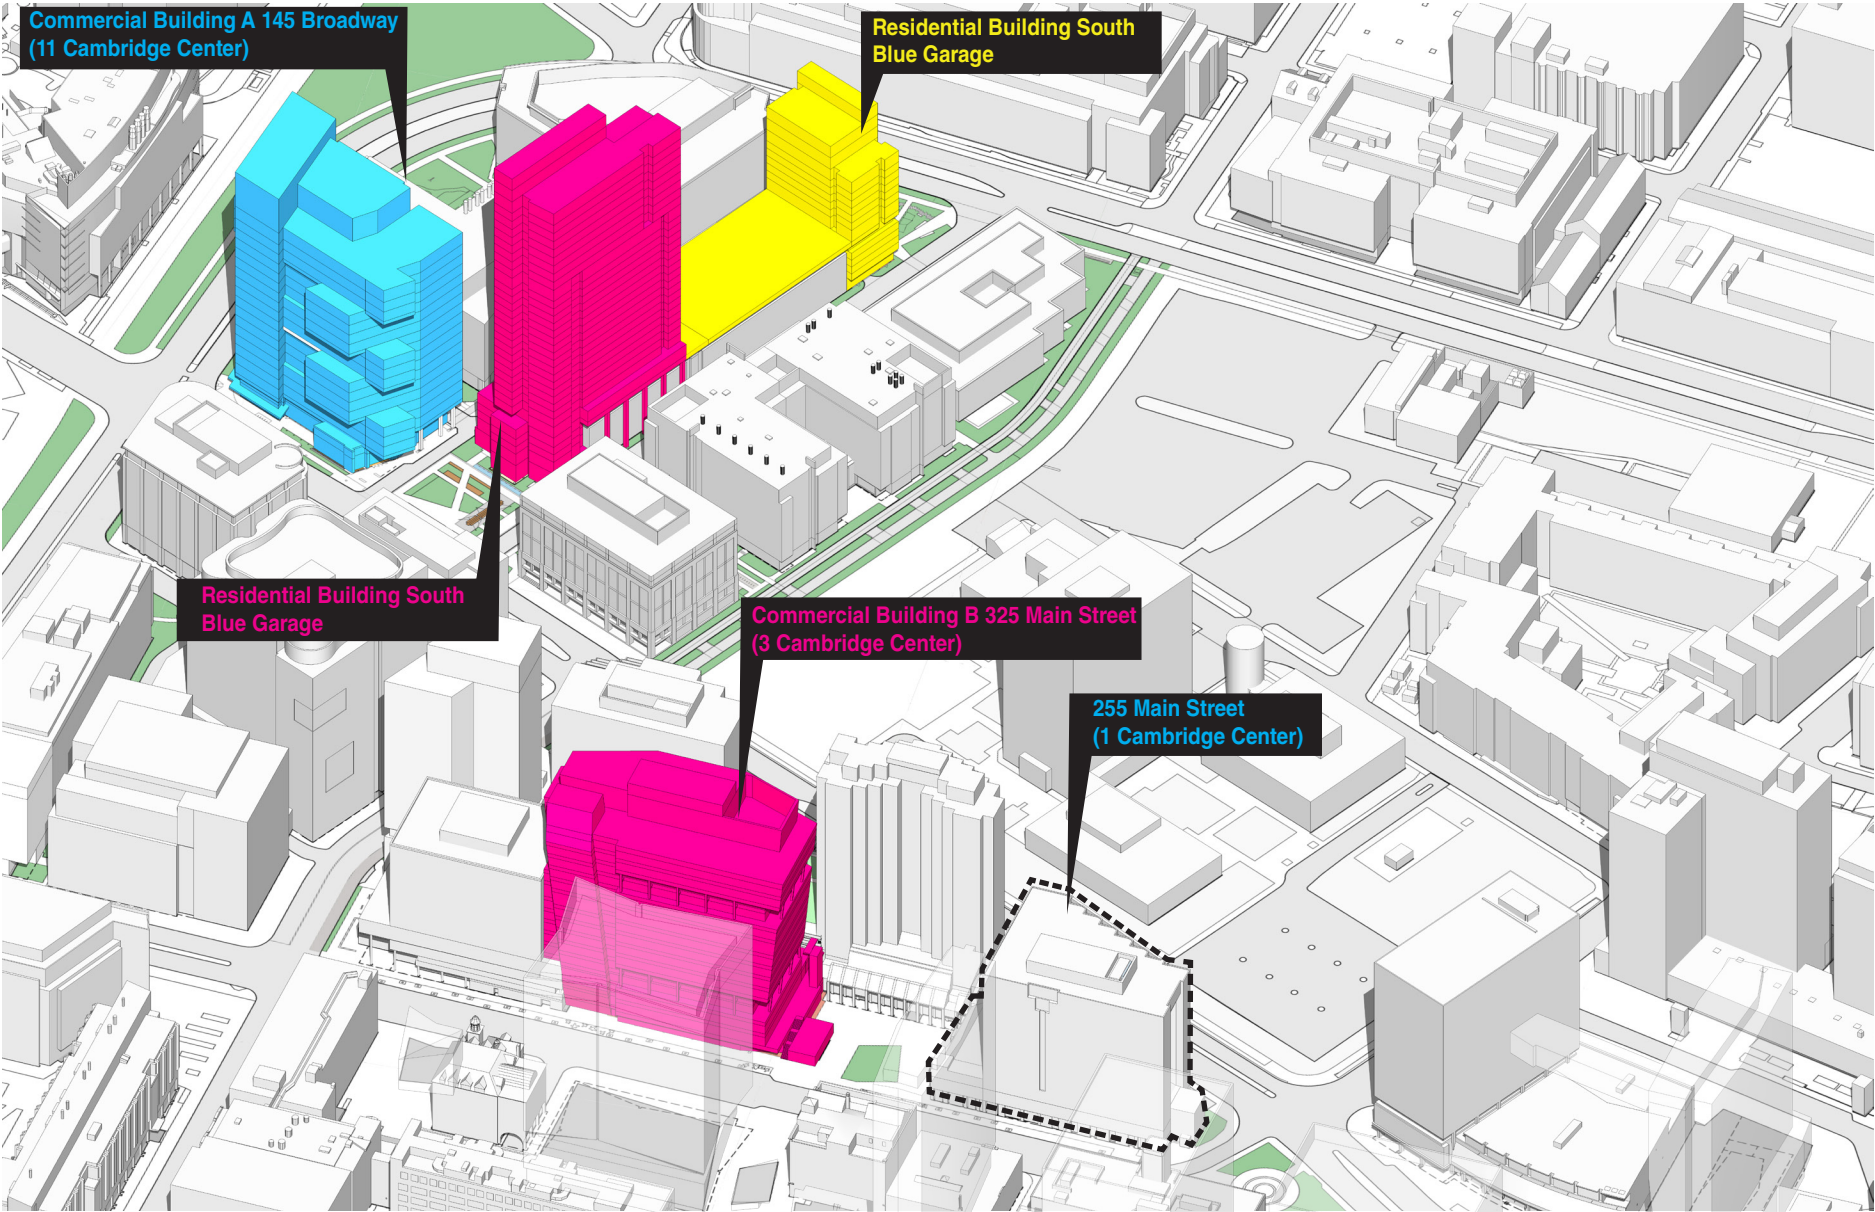 Commercial Building A 145 Broadway
(11 Cambridge Center)
Residential Building South
Blue Garage
Residential Building South
Blue Garage
Commercial Building B 325 Main Street
(3 Cambridge Center)
255 Main Street
(1 Cambridge Center)